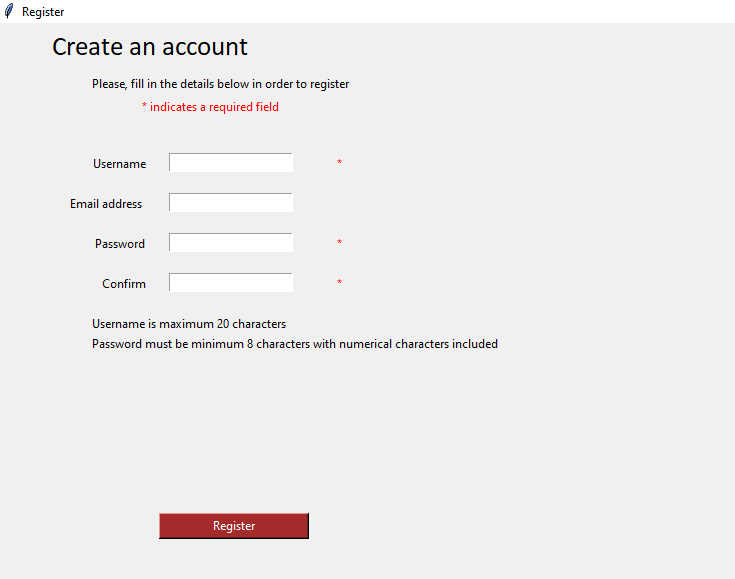 Register
Create an account
Please, fill in the details below in order to register
* indicates a required field
Username *
Email address
Password *
Confirm *
Username is maximum 20 characters
Password must be minimum 8 characters with numerical characters included
Register